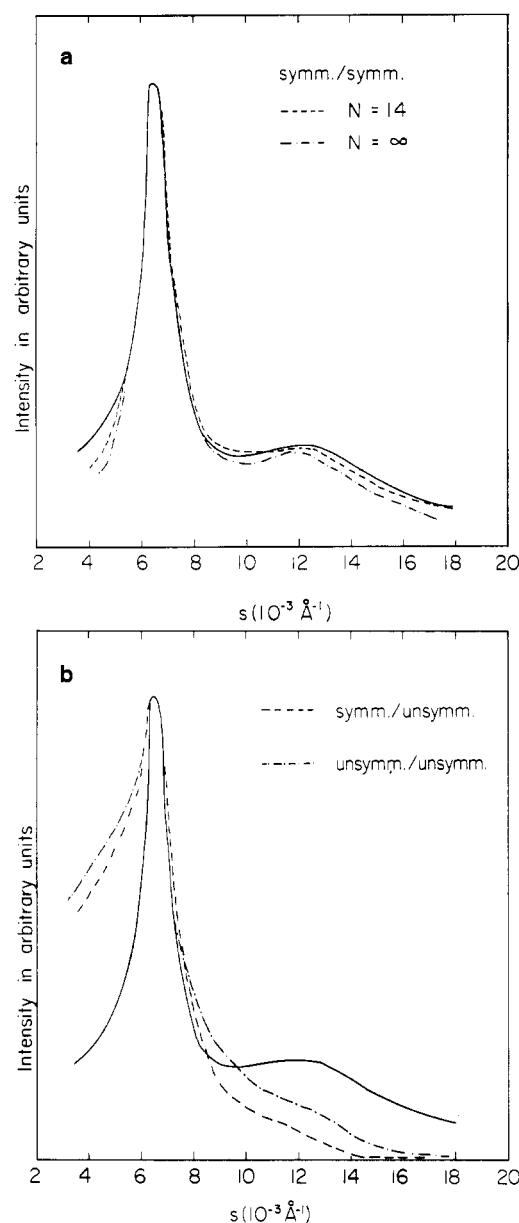 a
symm./symm.
N = 14
N = ∞
Intensity in arbitrary units
2 4 6 8 10 12 14 16 18 20
s(10⁻³ Å⁻¹)
b
symm./unsymm.
unsymm./unsymm.
Intensity in arbitrary units
2 4 6 8 10 12 14 16 18 20
s(10⁻³ Å⁻¹)